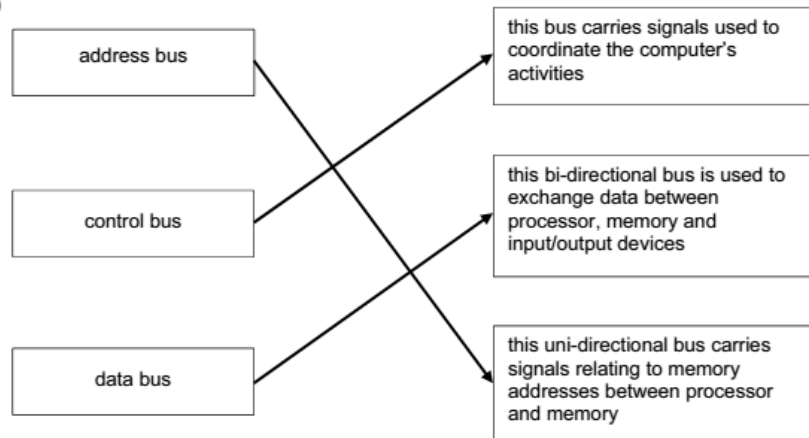 )
address bus
this bus carries signals used to
coordinate the computer's
activities
control bus
this bi-directional bus is used to
exchange data between
processor, memory and
input/output devices
data bus
this uni-directional bus carries
signals relating to memory
addresses between processor
and memory